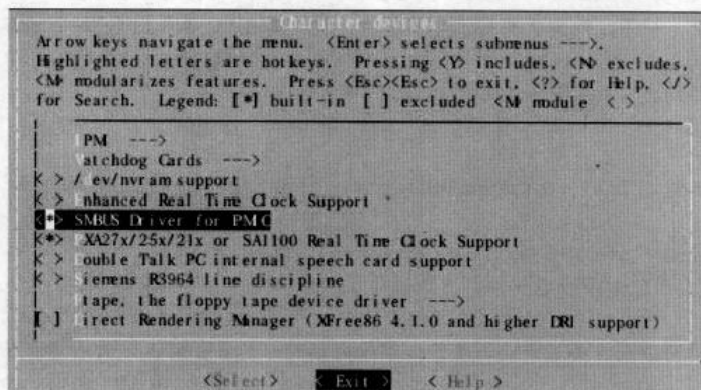 Character devices
Arrow keys navigate the menu. <Enter> selects submenus --->.
Highlighted letters are hotkeys. Pressing <Y> includes, <N> excludes,
<M> modularizes features. Press <Esc><Esc> to exit, <?> for Help, </>
for Search. Legend: [*] built-in [ ] excluded <M> module < >
PM --->
atchdog Cards --->
< > / ev/nvram support
< > nhanced Real Time Clock Support
<*> SMBUS Driver for PMC
<*> XA27x/25x/21x or SA1100 Real Time Clock Support
< > ouble Talk PC internal speech card support
< > iemens R3964 line discipline
tape, the floppy tape device driver --->
[ ] irect Rendering Manager (XFree86 4.1.0 and higher DRI support)
<Select> < Exit > < Help >